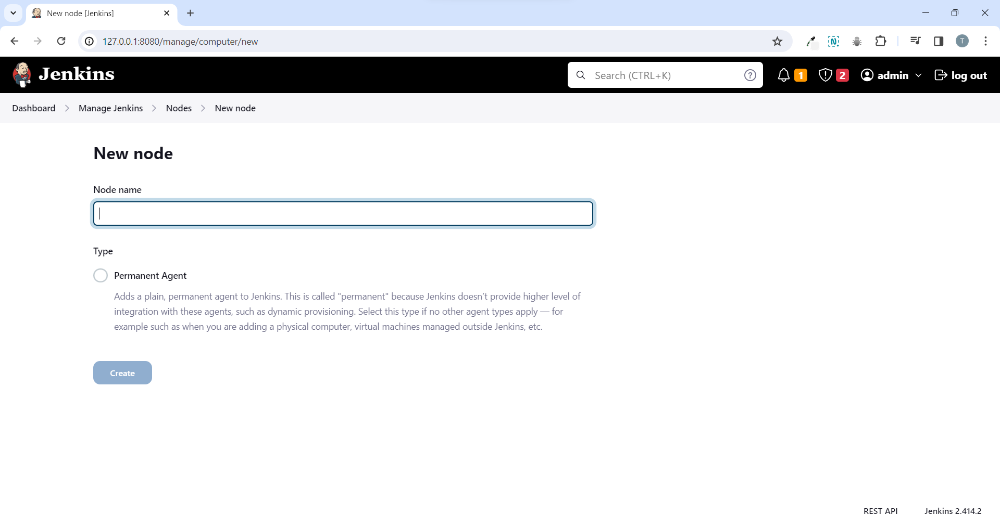 New node [Jenkins]
127.0.0.1:8080/manage/computer/new
T
Jenkins
Search (CTRL+K)
?
1
2
admin
log out
Dashboard
Manage Jenkins
Nodes
New node
New node
Node name
Type
Permanent Agent
Adds a plain, permanent agent to Jenkins. This is called "permanent" because Jenkins doesn’t provide higher level of
integration with these agents, such as dynamic provisioning. Select this type if no other agent types apply — for
example such as when you are adding a physical computer, virtual machines managed outside Jenkins, etc.
Create
REST API
Jenkins 2.414.2